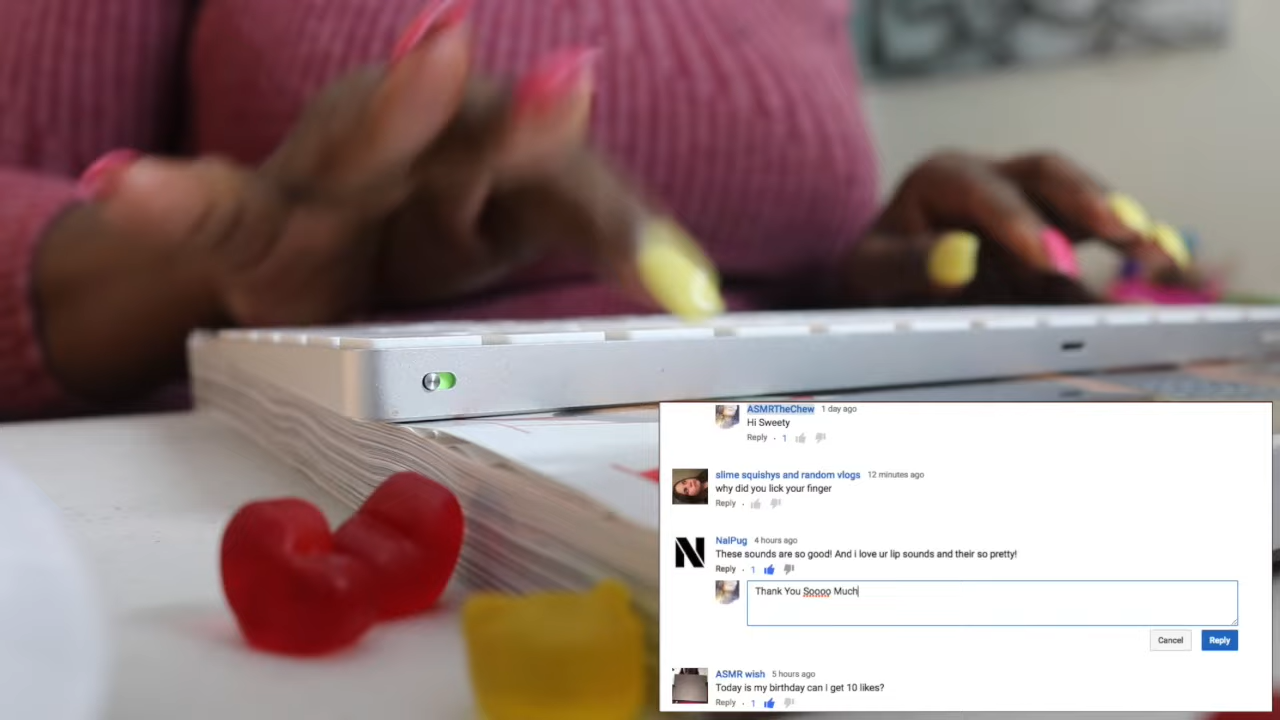 ASMRTheChew 1 day ago
Hi Sweety
Reply · 1
slime squishys and random vlogs 12 minutes ago
why did you lick your finger
Reply ·
N
NalPug 4 hours ago
These sounds are so good! And i love ur lip sounds and their so pretty!
Reply · 1
Thank You Soooo Much
Cancel Reply
ASMR wish 5 hours ago
Today is my birthday can i get 10 likes?
Reply · 1